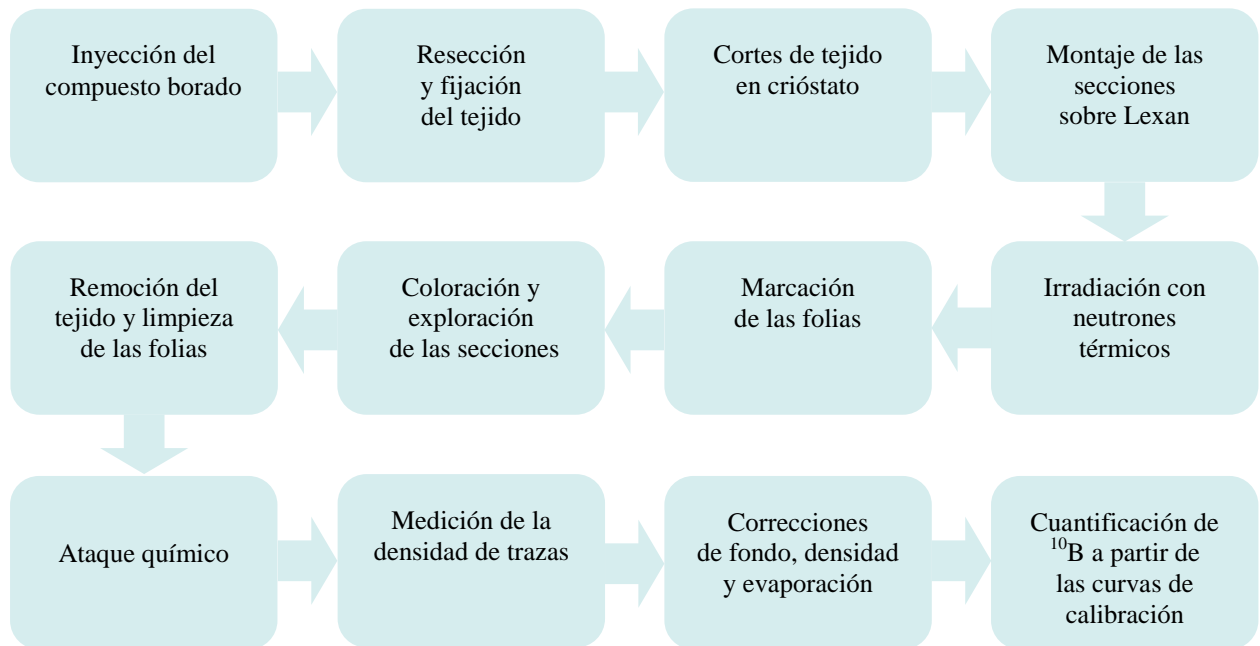 Inyección del
compuesto borado
Resección
y fijación
del tejido
Cortes de tejido
en crióstato
Montaje de las
secciones
sobre Lexan
Irradiación con
neutrones
térmicos
Marcación
de las folias
Coloración y
exploración
de las secciones
Remoción del
tejido y limpieza
de las folias
Ataque químico
Medición de la
densidad de trazas
Correcciones
de fondo, densidad
y evaporación
Cuantificación de
¹⁰B a partir de
las curvas de
calibración